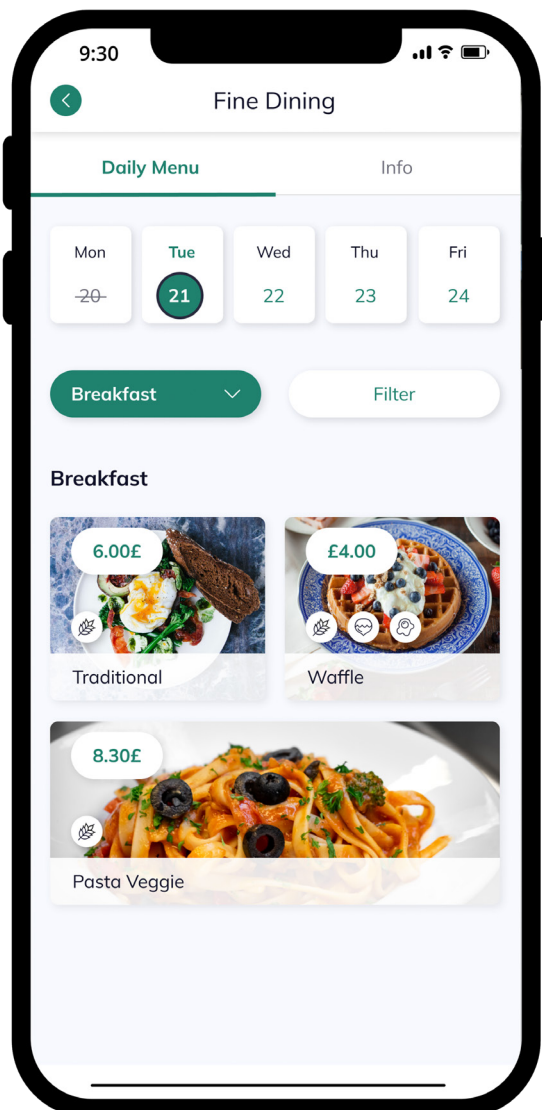 9:30
Fine Dining
Daily Menu Info
Mon Tue Wed Thu Fri
20 21 22 23 24
Breakfast Filter
Breakfast
6.00£ £4.00
Traditional Waffle
8.30£
Pasta Veggie